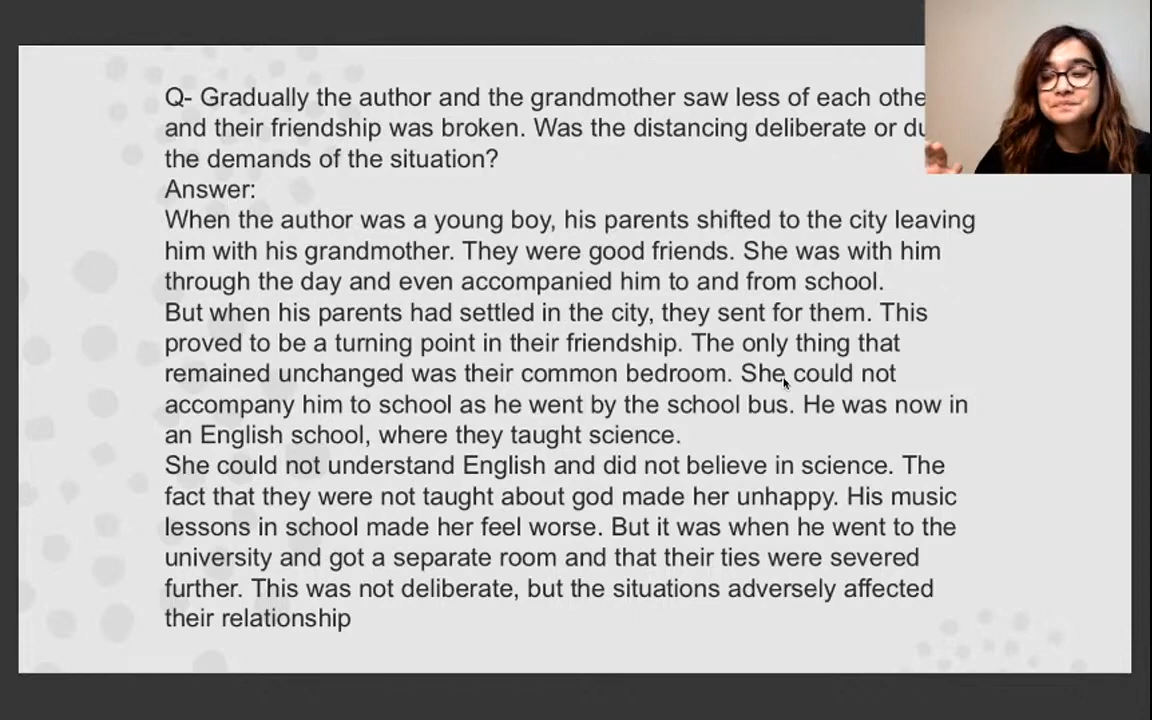 Q- Gradually the author and the grandmother saw less of each
and their friendship was broken. Was the distancing deliberate or
the demands of the situation?
Answer:
When the author was a young boy, his parents shifted to the city leaving
him with his grandmother. They were good friends. She was with him
through the day and even accompanied him to and from school.
But when his parents had settled in the city, they sent for them. This
proved to be a turning point in their friendship. The only thing that
remained unchanged was their common bedroom. She could not
accompany him to school as he went by the school bus. He was now in
an English school, where they taught science.
She could not understand English and did not believe in science. The
fact that they were not taught about god made her unhappy. His music
lessons in school made her feel worse. But it was when he went to the
university and got a separate room and that their ties were severed
further. This was not deliberate, but the situations adversely affected
their relationship